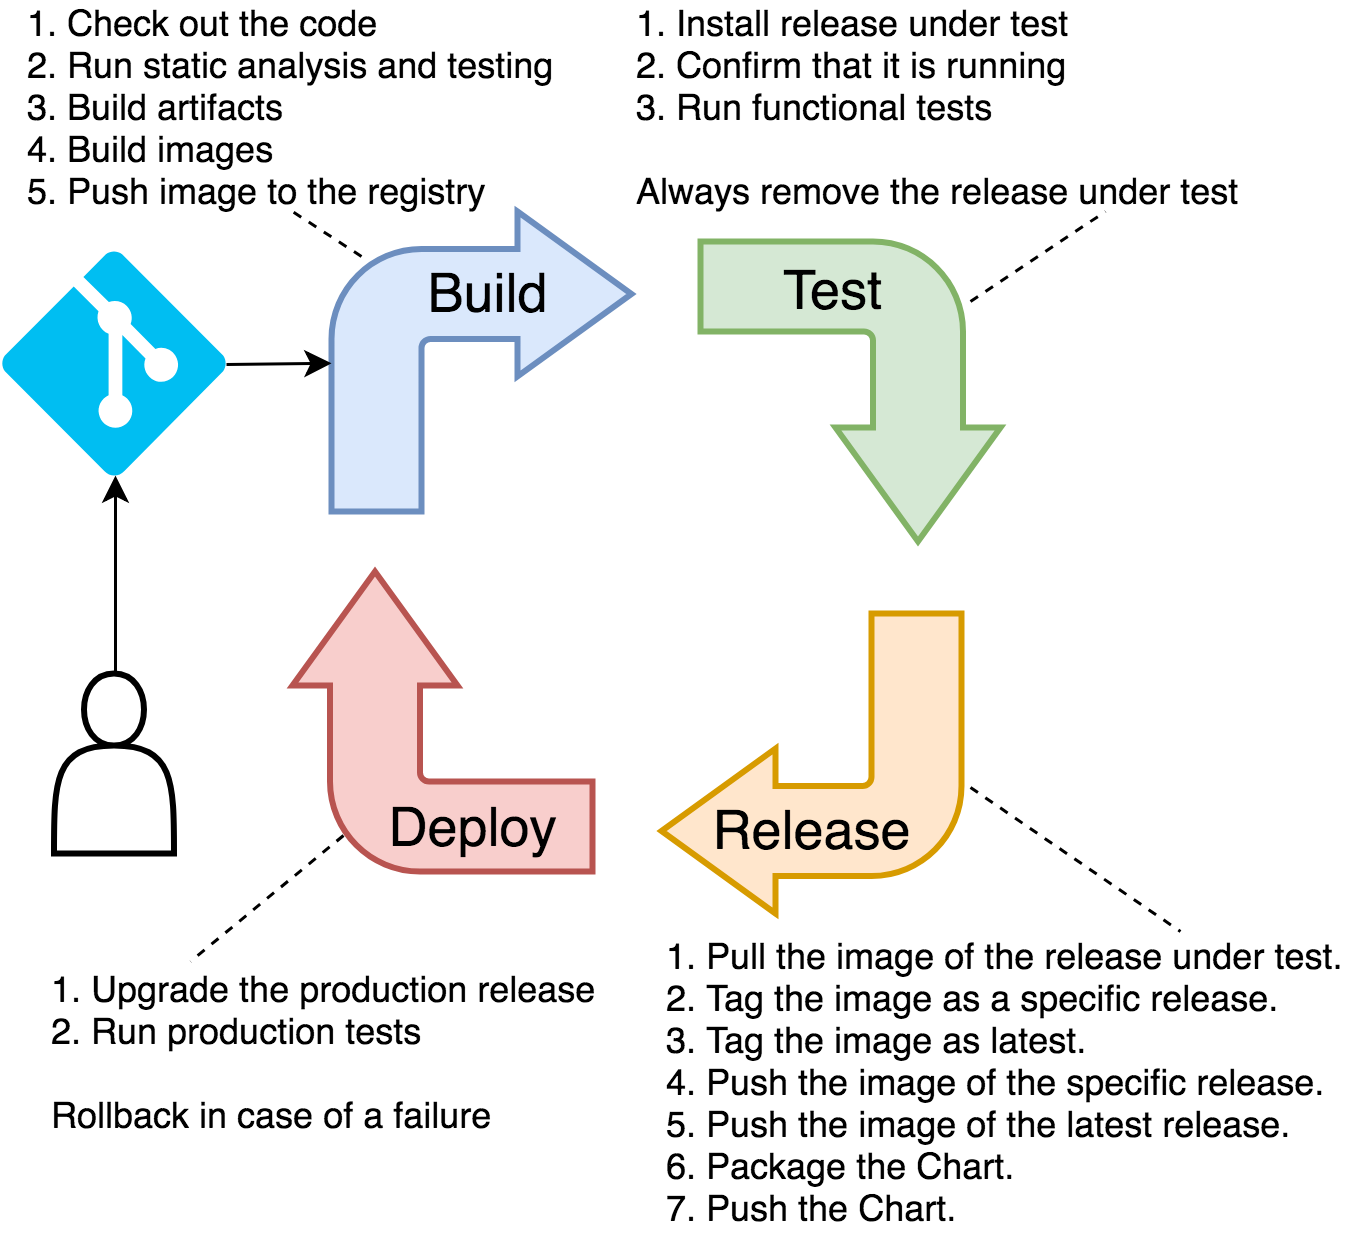 1. Check out the code
2. Run static analysis and testing
3. Build artifacts
4. Build images
5. Push image to the registry
1. Install release under test
2. Confirm that it is running
3. Run functional tests
Always remove the release under test
Build
Test
Deploy
Release
1. Upgrade the production release
2. Run production tests
Rollback in case of a failure
1. Pull the image of the release under test.
2. Tag the image as a specific release.
3. Tag the image as latest.
4. Push the image of the specific release.
5. Push the image of the latest release.
6. Package the Chart.
7. Push the Chart.